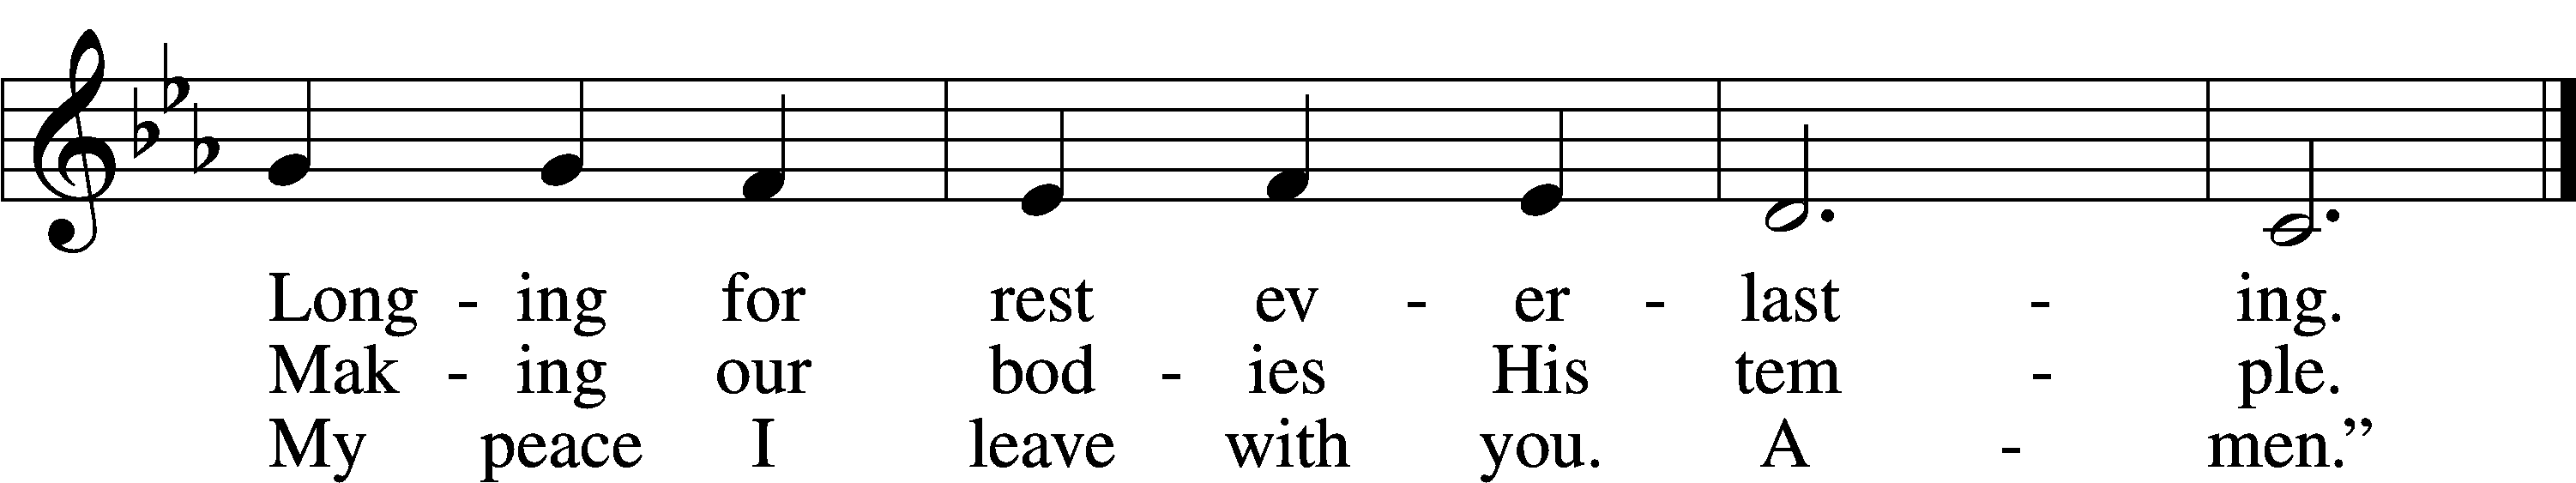 Long - ing for rest ev - er - last - ing.
Mak - ing our bod - ies His tem - ple.
My peace I leave with you. A - men.”